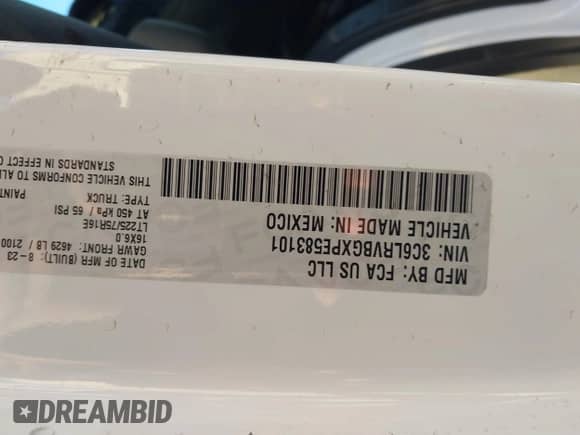 MFD BY: FCA US LLC
VIN: 3C6LRVBGXPE583101
VEHICLE MADE IN: MEXICO
DATE OF MFR (BUILT): 8-23
GAWR FRONT: 4629 LB / 2100
16X6.0
LT225/75R16E
AT 450 kPa / 65 PSI
TYPE: TRUCK
PAINT
THIS VEHICLE CONFORMS TO ALL
STANDARDS IN EFFECT O
DREAMBID